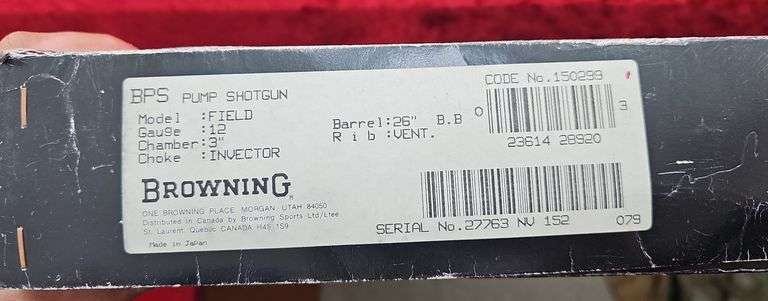 BPS PUMP SHOTGUN
Model :FIELD
Gauge :12
Chamber:3"
Choke :INVECTOR
Barrel:26" B.B
Rib:VENT.
CODE No.150299
0 3
23614 28920
BROWNING
ONE BROWNING PLACE MORGAN, UTAH 84050
Distributed in Canada by Browning Sports Ltd/Ltee
St. Laurent, Quebec CANADA H4S 1S9
Made in Japan
SERIAL No.27763 NV 152 079